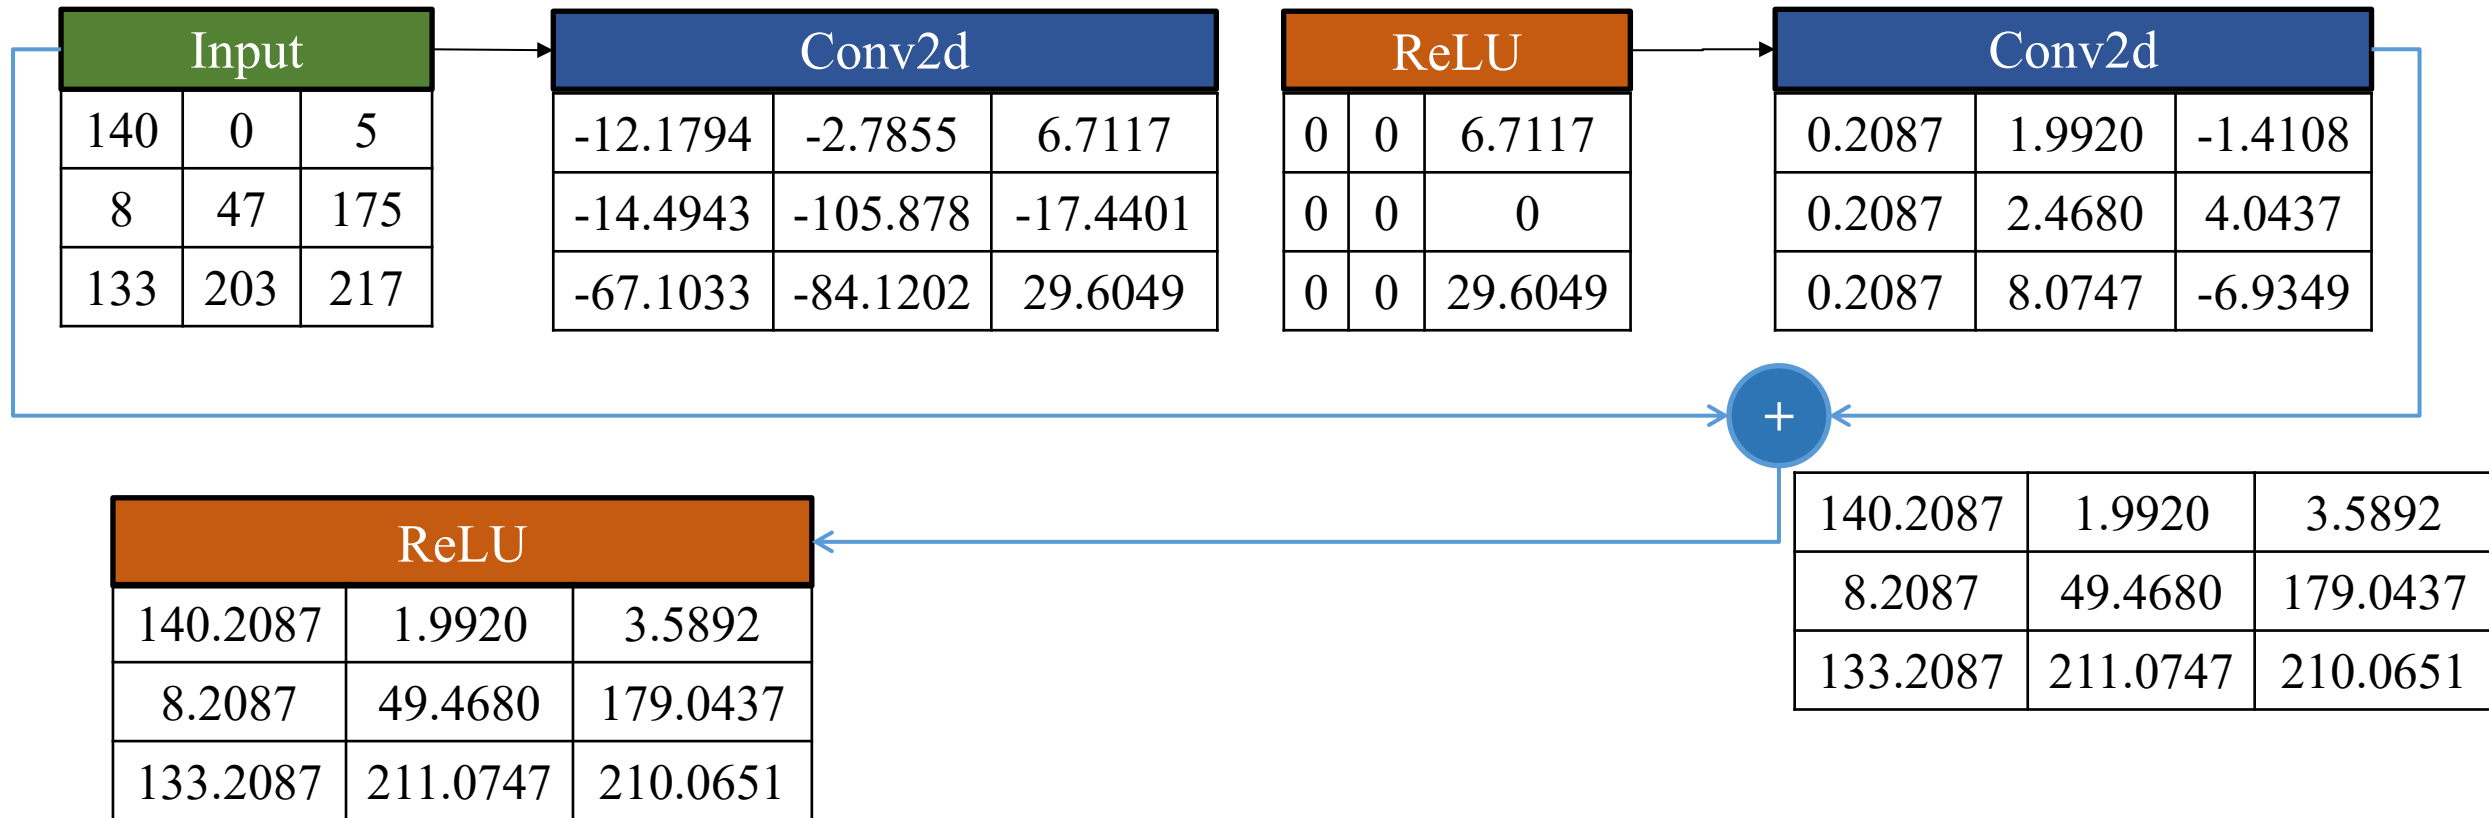 Input
140 0 5
8 47 175
133 203 217
Conv2d
-12.1794 -2.7855 6.7117
-14.4943 -105.878 -17.4401
-67.1033 -84.1202 29.6049
ReLU
0 0 6.7117
0 0 0
0 0 29.6049
Conv2d
0.2087 1.9920 -1.4108
0.2087 2.4680 4.0437
0.2087 8.0747 -6.9349
+
140.2087 1.9920 3.5892
8.2087 49.4680 179.0437
133.2087 211.0747 210.0651
ReLU
140.2087 1.9920 3.5892
8.2087 49.4680 179.0437
133.2087 211.0747 210.0651